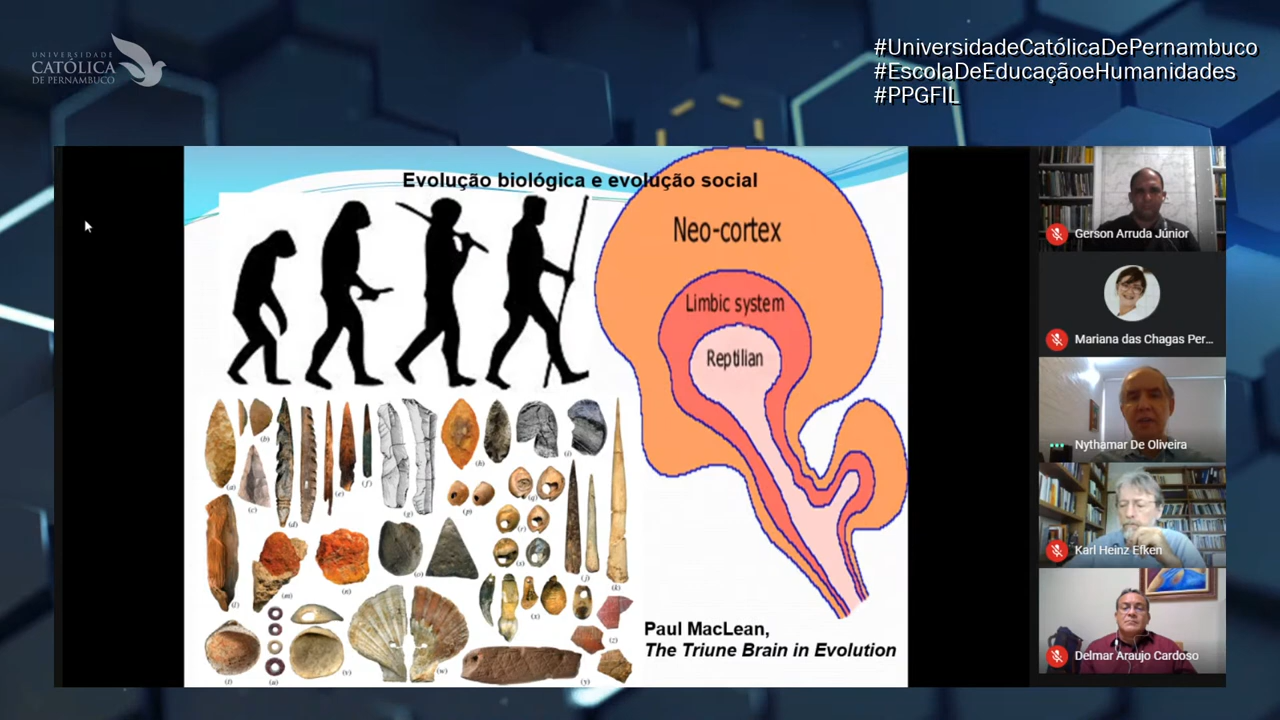 UNIVERSIDADE
CATÓLICA
DE PERNAMBUCO
#UniversidadeCatólicaDePernambuco
#EscolaDeEducaçãoeHumanidades
#PPGFIL
Evolução biológica e evolução social
Neo-cortex
Limbic system
Reptilian
Paul MacLean,
The Triune Brain in Evolution
Gerson Arruda Júnior
Mariana das Chagas Per...
Nythamar De Oliveira
Karl Heinz Efken
Delmar Araujo Cardoso